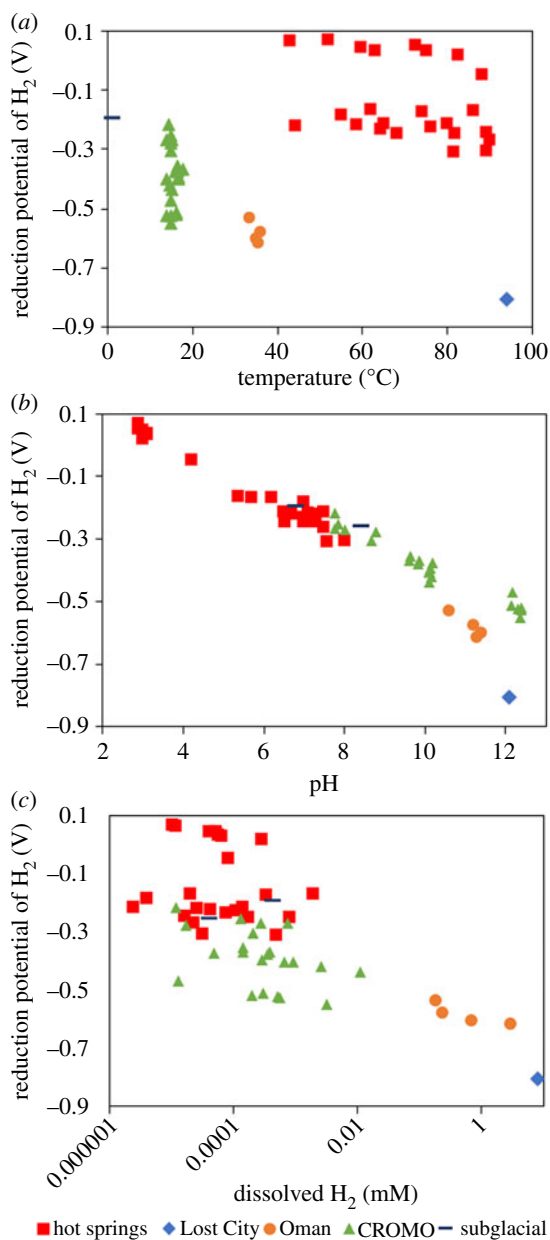 (a)
0.1
–0.1
–0.3
–0.5
–0.7
–0.9
reduction potential of H2 (V)
0 20 40 60 80 100
temperature (°C)
(b)
0.1
–0.1
–0.3
–0.5
–0.7
–0.9
reduction potential of H2 (V)
2 4 6 8 10 12
pH
(c)
0.1
–0.1
–0.3
–0.5
–0.7
–0.9
reduction potential of H2 (V)
0.000001 0.0001 0.01 1
dissolved H2 (mM)
hot springs Lost City Oman CROMO subglacial